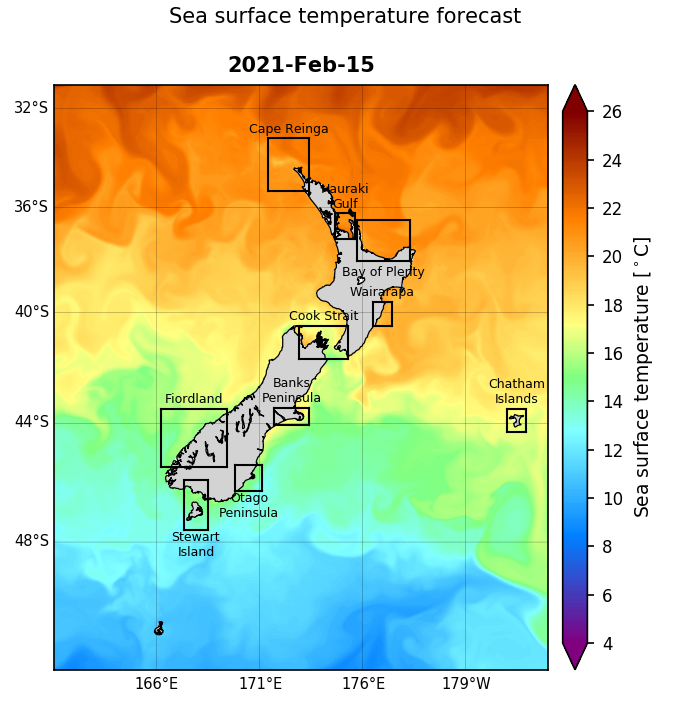 Sea surface temperature forecast
2021-Feb-15
32°S
36°S
40°S
44°S
48°S
166°E
171°E
176°E
179°W
Cape Reinga
Hauraki
Gulf
Bay of Plenty
Wairarapa
Cook Strait
Banks
Peninsula
Fiordland
Chatham
Islands
Otago
Peninsula
Stewart
Island
26
24
22
20
18
16
14
12
10
8
6
4
Sea surface temperature [°C]